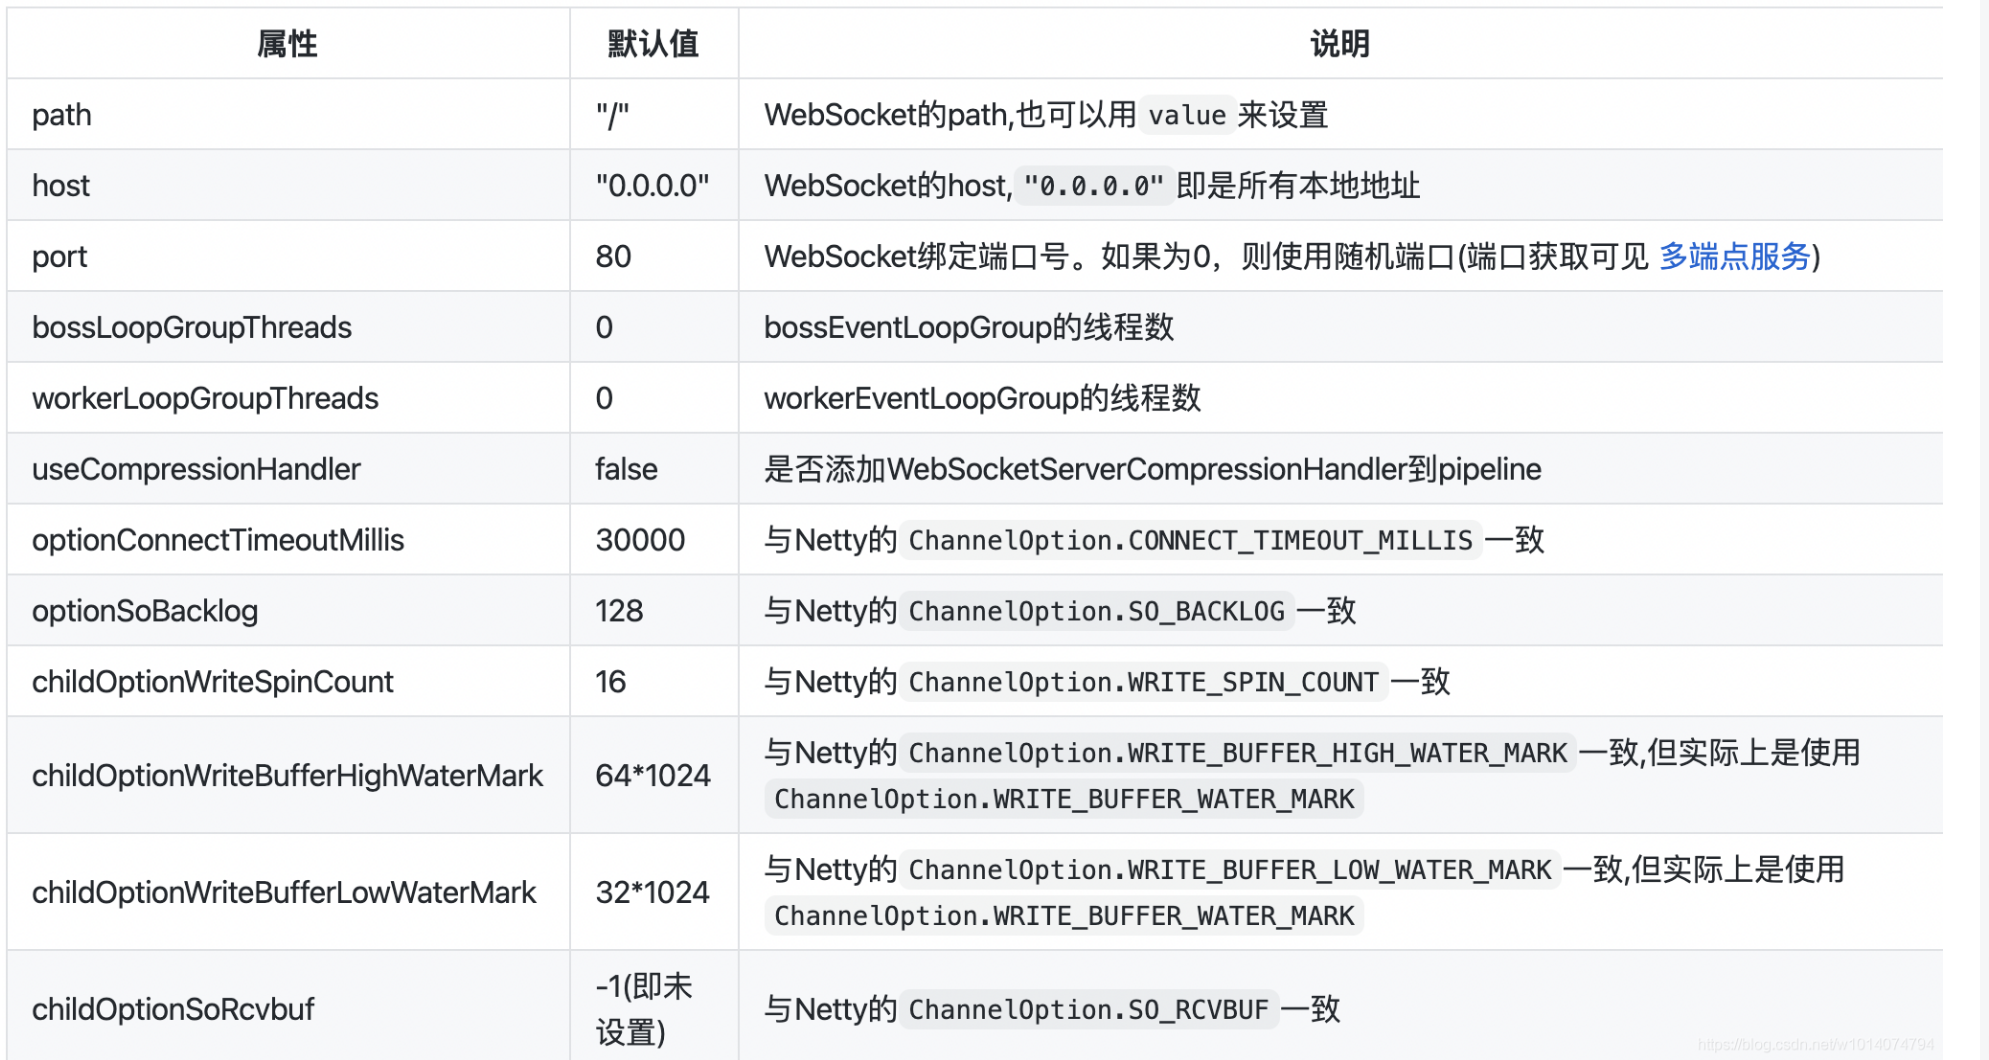 属性 默认值 说明
path "/" WebSocket的path,也可以用 value 来设置
host "0.0.0.0" WebSocket的host, "0.0.0.0" 即是所有本地地址
port 80 WebSocket绑定端口号。如果为0，则使用随机端口(端口获取可见 多端点服务)
bossLoopGroupThreads 0 bossEventLoopGroup的线程数
workerLoopGroupThreads 0 workerEventLoopGroup的线程数
useCompressionHandler false 是否添加WebSocketServerCompressionHandler到pipeline
optionConnectTimeoutMillis 30000 与Netty的 ChannelOption.CONNECT_TIMEOUT_MILLIS 一致
optionSoBacklog 128 与Netty的 ChannelOption.SO_BACKLOG 一致
childOptionWriteSpinCount 16 与Netty的 ChannelOption.WRITE_SPIN_COUNT 一致
childOptionWriteBufferHighWaterMark 64*1024 与Netty的 ChannelOption.WRITE_BUFFER_HIGH_WATER_MARK 一致,但实际上是使用
ChannelOption.WRITE_BUFFER_WATER_MARK
childOptionWriteBufferLowWaterMark 32*1024 与Netty的 ChannelOption.WRITE_BUFFER_LOW_WATER_MARK 一致,但实际上是使用
ChannelOption.WRITE_BUFFER_WATER_MARK
childOptionSoRcvbuf -1(即未
设置) 与Netty的 ChannelOption.SO_RCVBUF 一致
https://blog.csdn.net/w1014074794